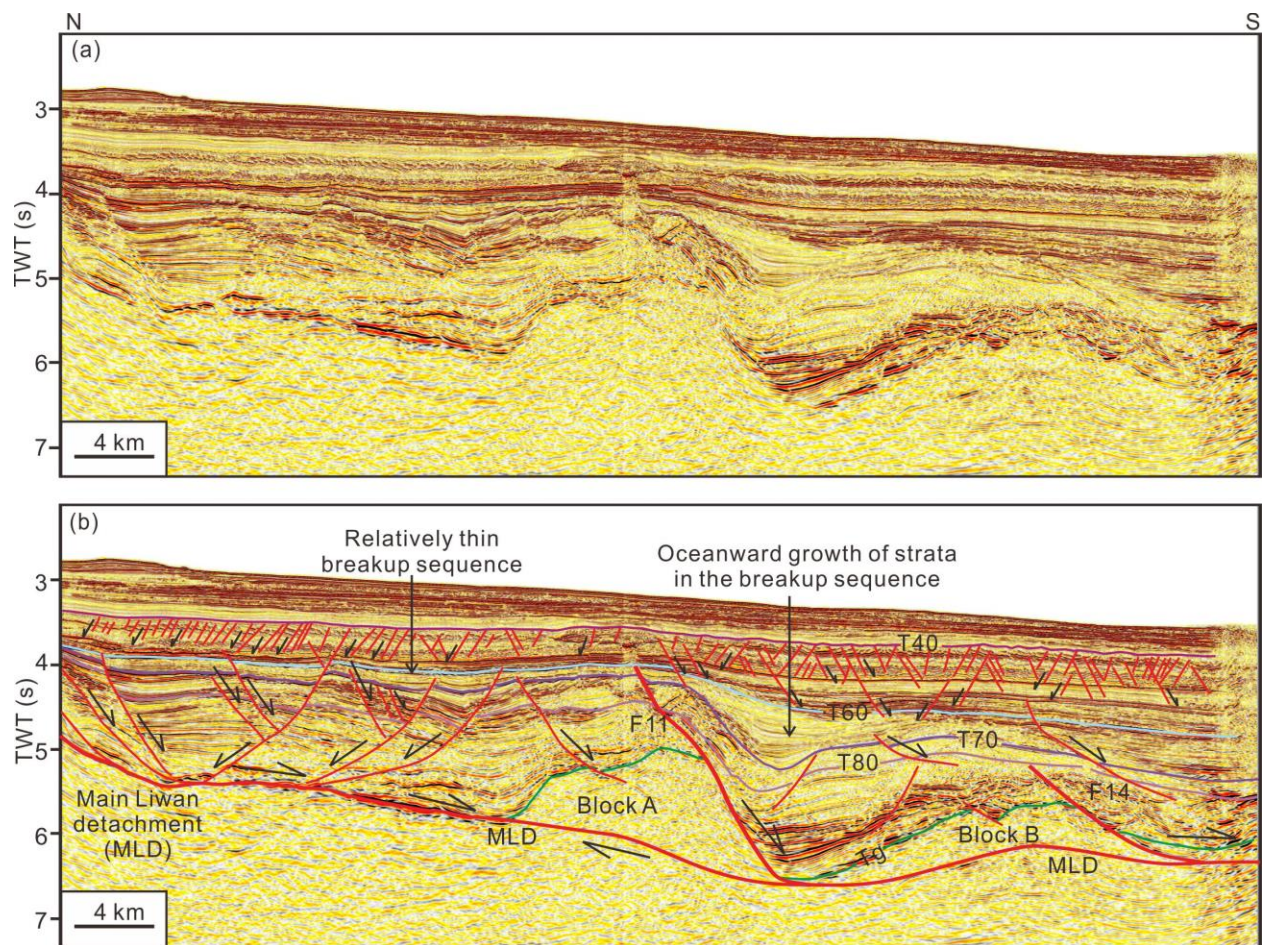 N
S
(a)
3
4
5
6
7
TWT (s)
4 km
(b)
Relatively thin
breakup sequence
Oceanward growth of strata
in the breakup sequence
3
4
5
6
7
TWT (s)
T40
T60
T70
T80
F11
F14
Main Liwan
detachment
(MLD)
MLD
Block A
Tg
Block B
MLD
4 km